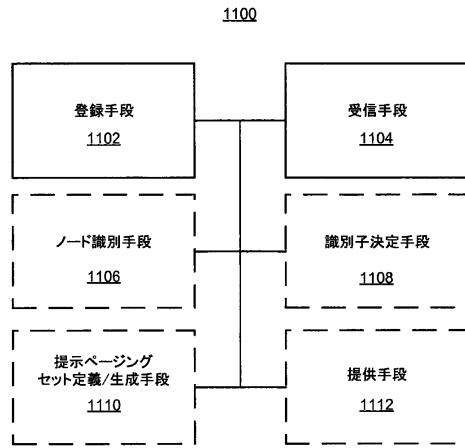 1100
登録手段
1102
受信手段
1104
ノード識別手段
1106
識別子決定手段
1108
提示ページング
セット定義/生成手段
1110
提供手段
1112